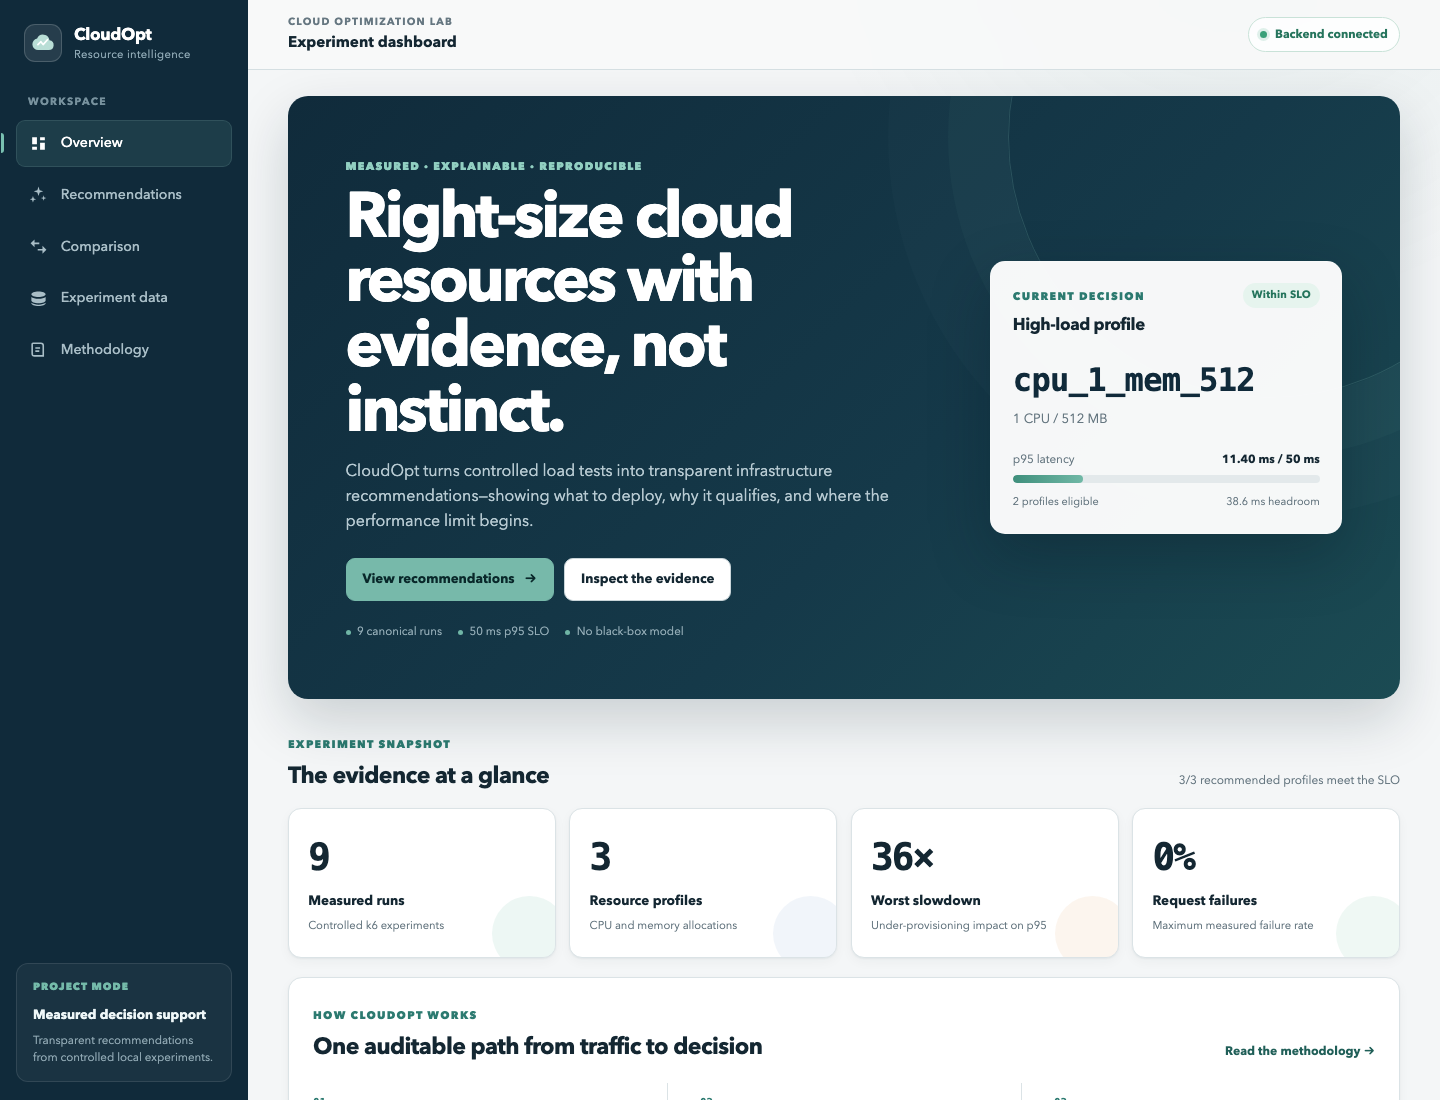 CloudOpt
Resource intelligence
WORKSPACE
Overview
Recommendations
Comparison
Experiment data
Methodology
PROJECT MODE
Measured decision support
Transparent recommendations
from controlled local experiments.
CLOUD OPTIMIZATION LAB
Experiment dashboard
Backend connected
MEASURED • EXPLAINABLE • REPRODUCIBLE
Right-size cloud
resources with
evidence, not
instinct.
CloudOpt turns controlled load tests into transparent infrastructure
recommendations—showing what to deploy, why it qualifies, and where the
performance limit begins.
View recommendations →
Inspect the evidence
9 canonical runs
50 ms p95 SLO
No black-box model
CURRENT DECISION
Within SLO
High-load profile
cpu_1_mem_512
1 CPU / 512 MB
p95 latency
11.40 ms / 50 ms
2 profiles eligible
38.6 ms headroom
EXPERIMENT SNAPSHOT
The evidence at a glance
3/3 recommended profiles meet the SLO
9
Measured runs
Controlled k6 experiments
3
Resource profiles
CPU and memory allocations
36×
Worst slowdown
Under-provisioning impact on p95
0%
Request failures
Maximum measured failure rate
HOW CLOUDOPT WORKS
One auditable path from traffic to decision
Read the methodology →